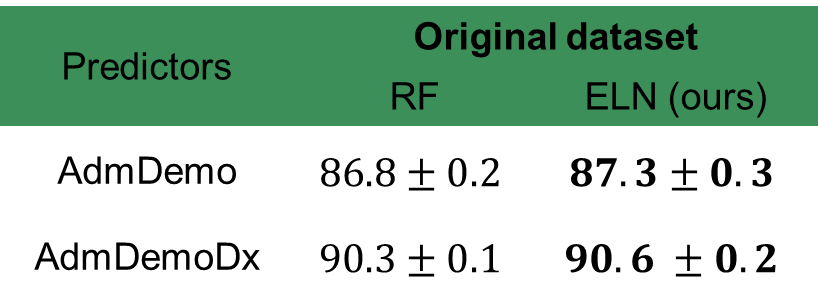 Predictors Original dataset
RF ELN (ours)
AdmDemo 86.8 ± 0.2 87.3 ± 0.3
AdmDemoDx 90.3 ± 0.1 90.6 ± 0.2